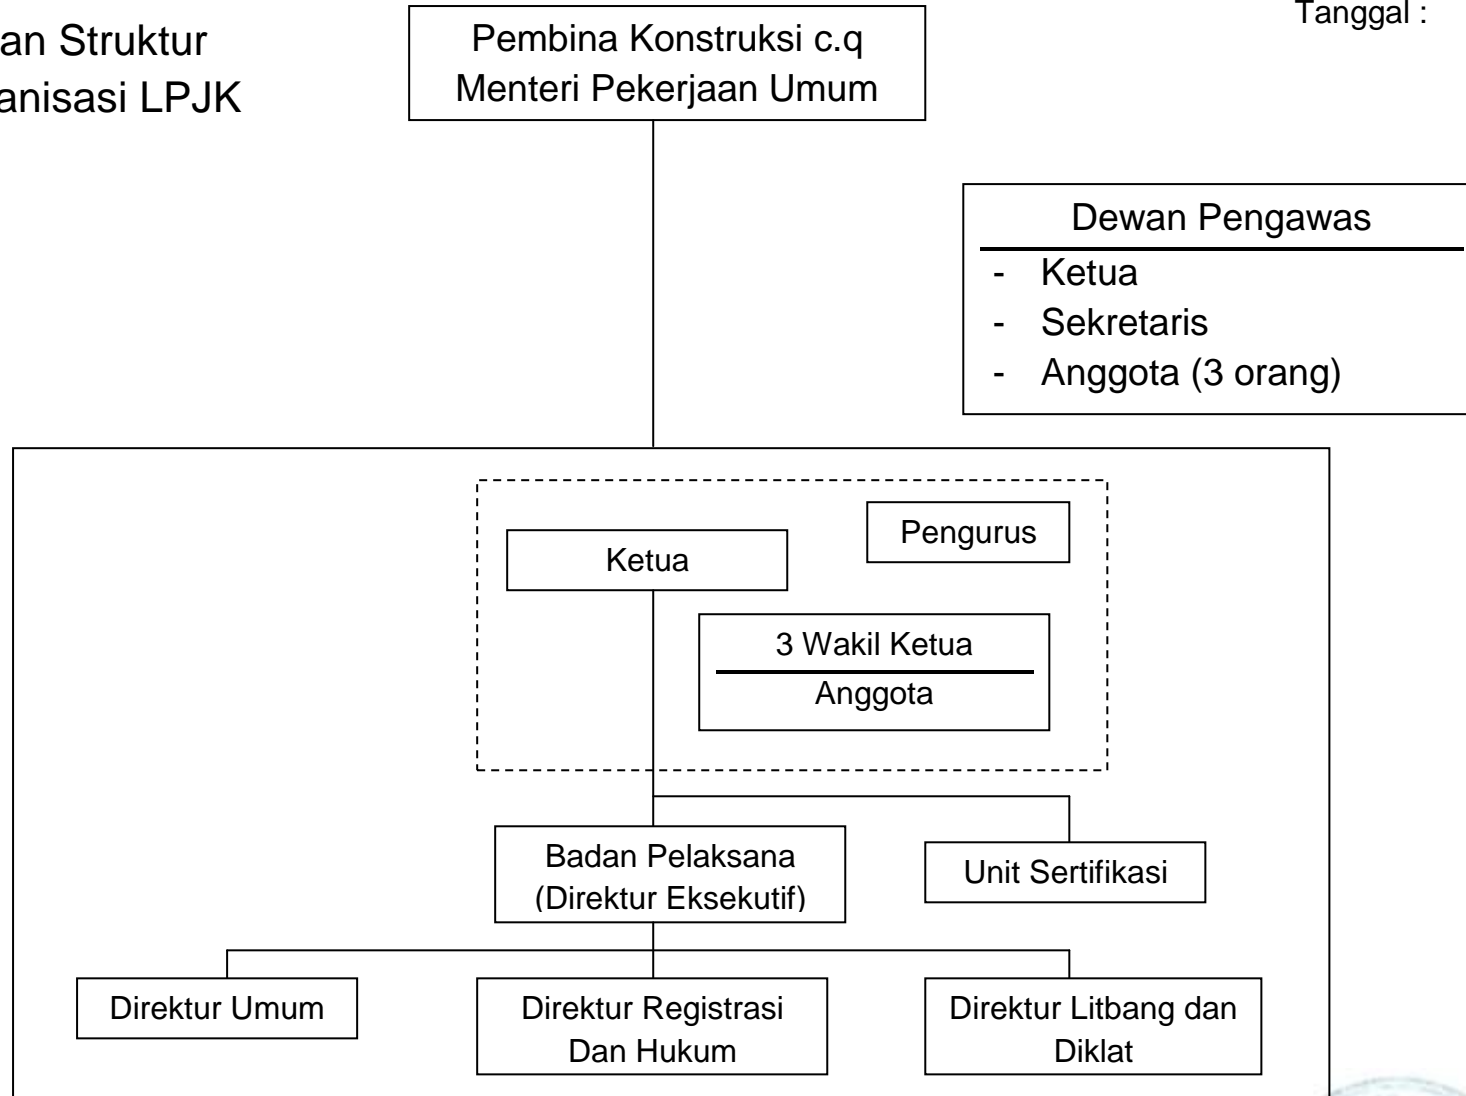 an Struktur
anisasi LPJK
Tanggal :
Pembina Konstruksi c.q
Menteri Pekerjaan Umum
Dewan Pengawas
- Ketua
- Sekretaris
- Anggota (3 orang)
Pengurus
Ketua
3 Wakil Ketua
Anggota
Badan Pelaksana
(Direktur Eksekutif)
Unit Sertifikasi
Direktur Umum
Direktur Registrasi
Dan Hukum
Direktur Litbang dan
Diklat